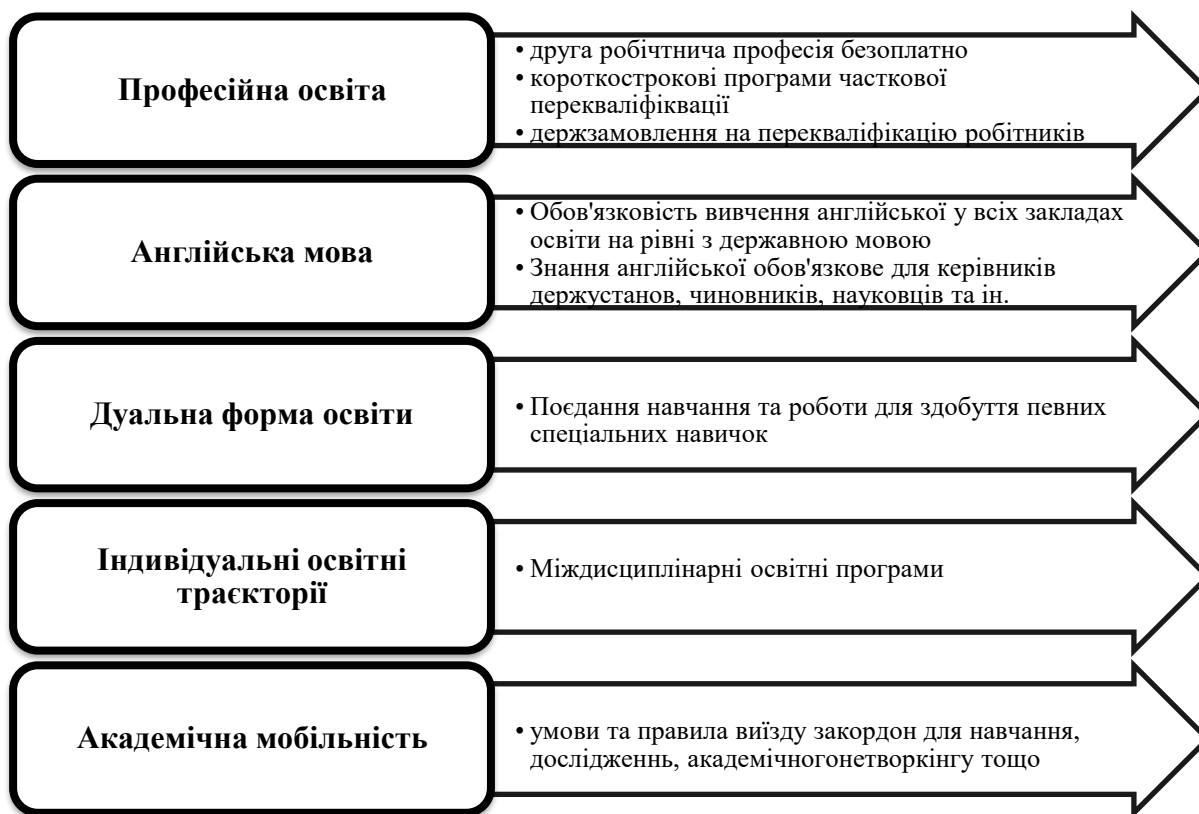 Професійна освіта
• друга робічтнича професія безоплатно
• короткострокові програми часткової
перекваліфіквації
• держзамовлення на перекваліфікацію робітників
Англійська мова
• Обов'язковість вивчення англійської у всіх закладах
освіти на рівні з державною мовою
• Знання англійської обов'язкове для керівників
держустанов, чиновників, науковців та ін.
Дуальна форма освіти
• Поєдання навчання та роботи для здобуття певних
спеціальних навичок
Індивідуальні освітні
траєкторії
• Міждисциплінарні освітні програми
Академічна мобільність
• умови та правила виїзду закордон для навчання,
дослідженнь, академічногонетворкінгу тощо